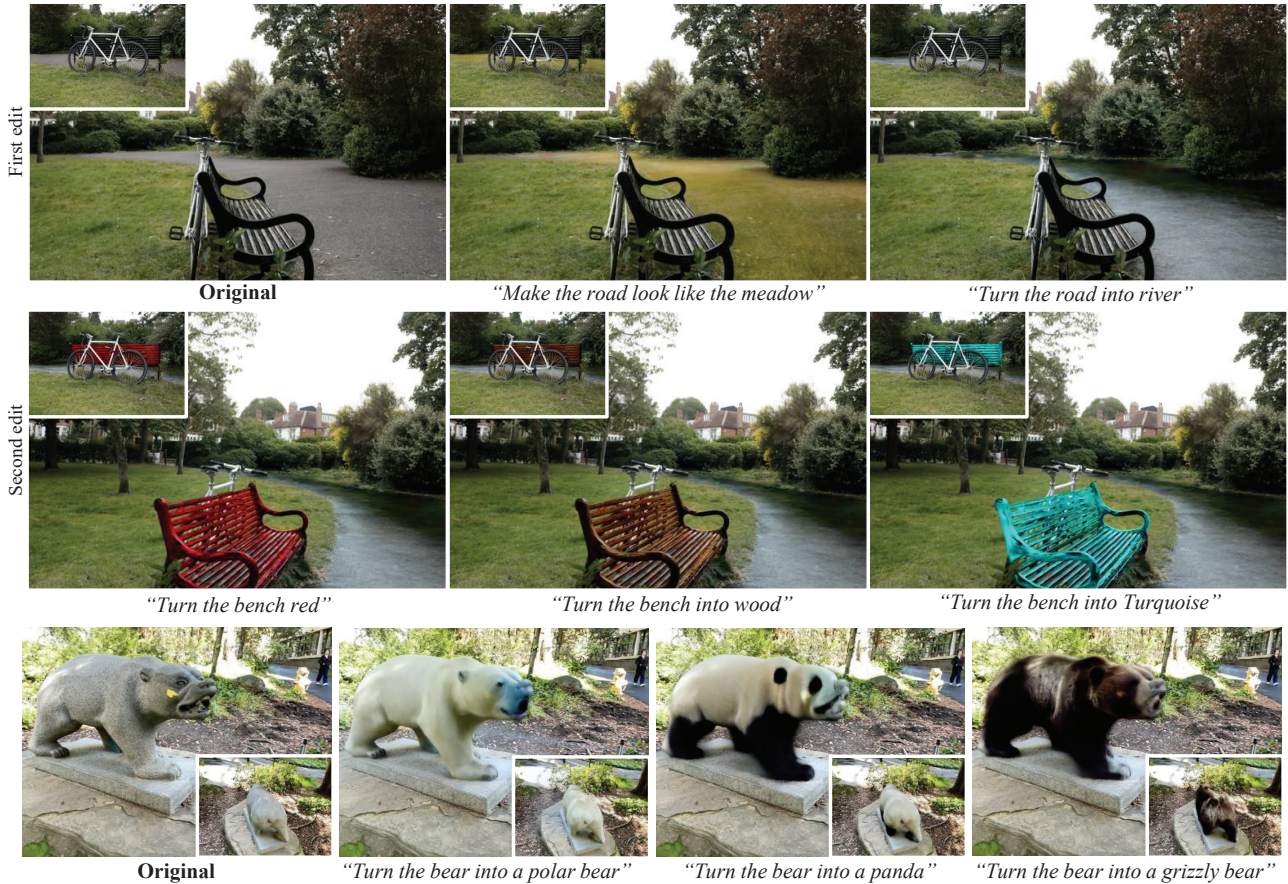 First edit
Original
“Make the road look like the meadow”
“Turn the road into river”
Second edit
“Turn the bench red”
“Turn the bench into wood”
“Turn the bench into Turquoise”
Original
“Turn the bear into a polar bear”
“Turn the bear into a panda”
“Turn the bear into a grizzly bear”